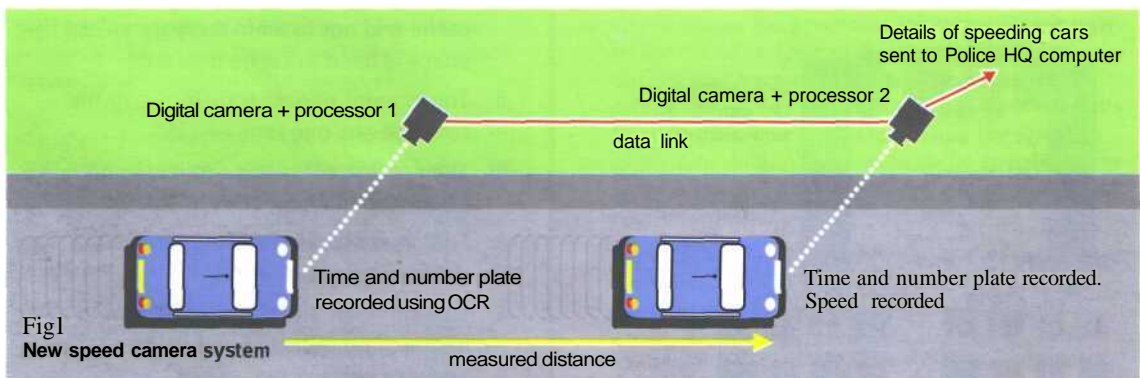 Details of speeding cars
sent to Police HQ computer
Digital camera + processor 1
Digital camera + processor 2
data link
Time and number plate
recorded using OCR
Time and number plate recorded.
Speed recorded
Fig1
New speed camera system
measured distance